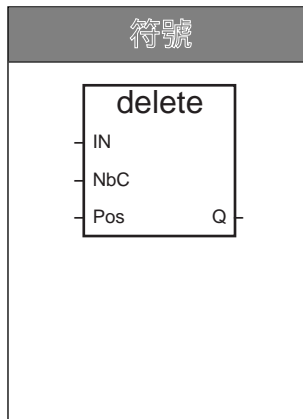 符號
delete
IN
NbC
Pos Q